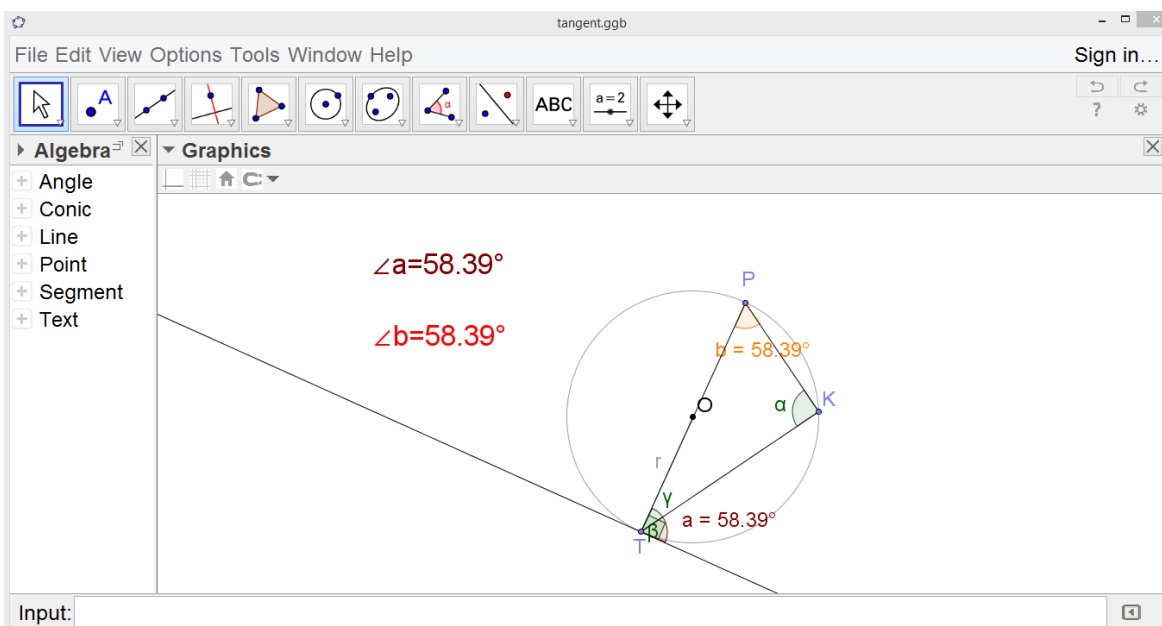 tangent.ggb
File Edit View Options Tools Window Help
Sign in...
A
α
ABC
a=2
?
Algebra
Graphics
Angle
Conic
Line
Point
Segment
Text
∠a=58.39°
∠b=58.39°
P
b = 58.39°
O
α
K
r
γ
a = 58.39°
β
T
Input: